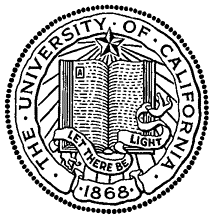 THE · UNIVERSITY · OF · CALIFORNIA ·
A
LET THERE BE LIGHT
· 1868 ·